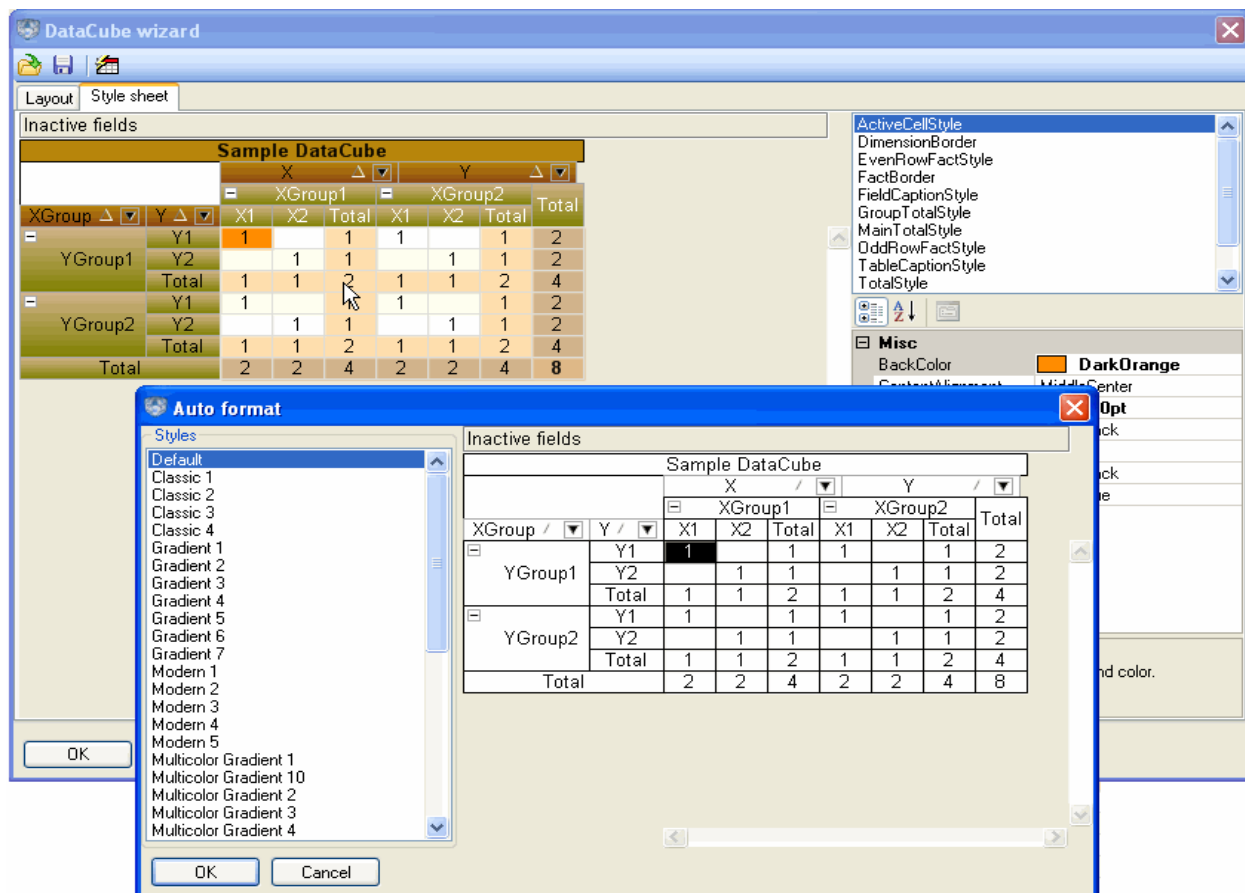 DataCube wizard
Layout Style sheet
Inactive fields
Sample DataCube
X Y
XGroup1 XGroup2 Total
XGroup Y X1 X2 Total X1 X2 Total
YGroup1 Y1 1 1 1 1 2
Y2 1 1 1 1 2
Total 1 1 2 1 1 2 4
YGroup2 Y1 1 1 1 1 2
Y2 1 1 1 1 2
Total 1 1 2 1 1 2 4
Total 2 2 4 2 2 4 8
ActiveCellStyle
DimensionBorder
EvenRowFactStyle
FactBorder
FieldCaptionStyle
GroupTotalStyle
MainTotalStyle
OddRowFactStyle
TableCaptionStyle
TotalStyle
Misc
BackColor DarkOrange
ContentAlignment MiddleCenter
0pt
OK
Auto format
Styles
Default
Classic 1
Classic 2
Classic 3
Classic 4
Gradient 1
Gradient 2
Gradient 3
Gradient 4
Gradient 5
Gradient 6
Gradient 7
Modern 1
Modern 2
Modern 3
Modern 4
Modern 5
Multicolor Gradient 1
Multicolor Gradient 10
Multicolor Gradient 2
Multicolor Gradient 3
Multicolor Gradient 4
Inactive fields
Sample DataCube
X Y
XGroup1 XGroup2 Total
XGroup Y X1 X2 Total X1 X2 Total
YGroup1 Y1 1 1 1 1 2
Y2 1 1 1 1 2
Total 1 1 2 1 1 2 4
YGroup2 Y1 1 1 1 1 2
Y2 1 1 1 1 2
Total 1 1 2 1 1 2 4
Total 2 2 4 2 2 4 8
color.
OK Cancel